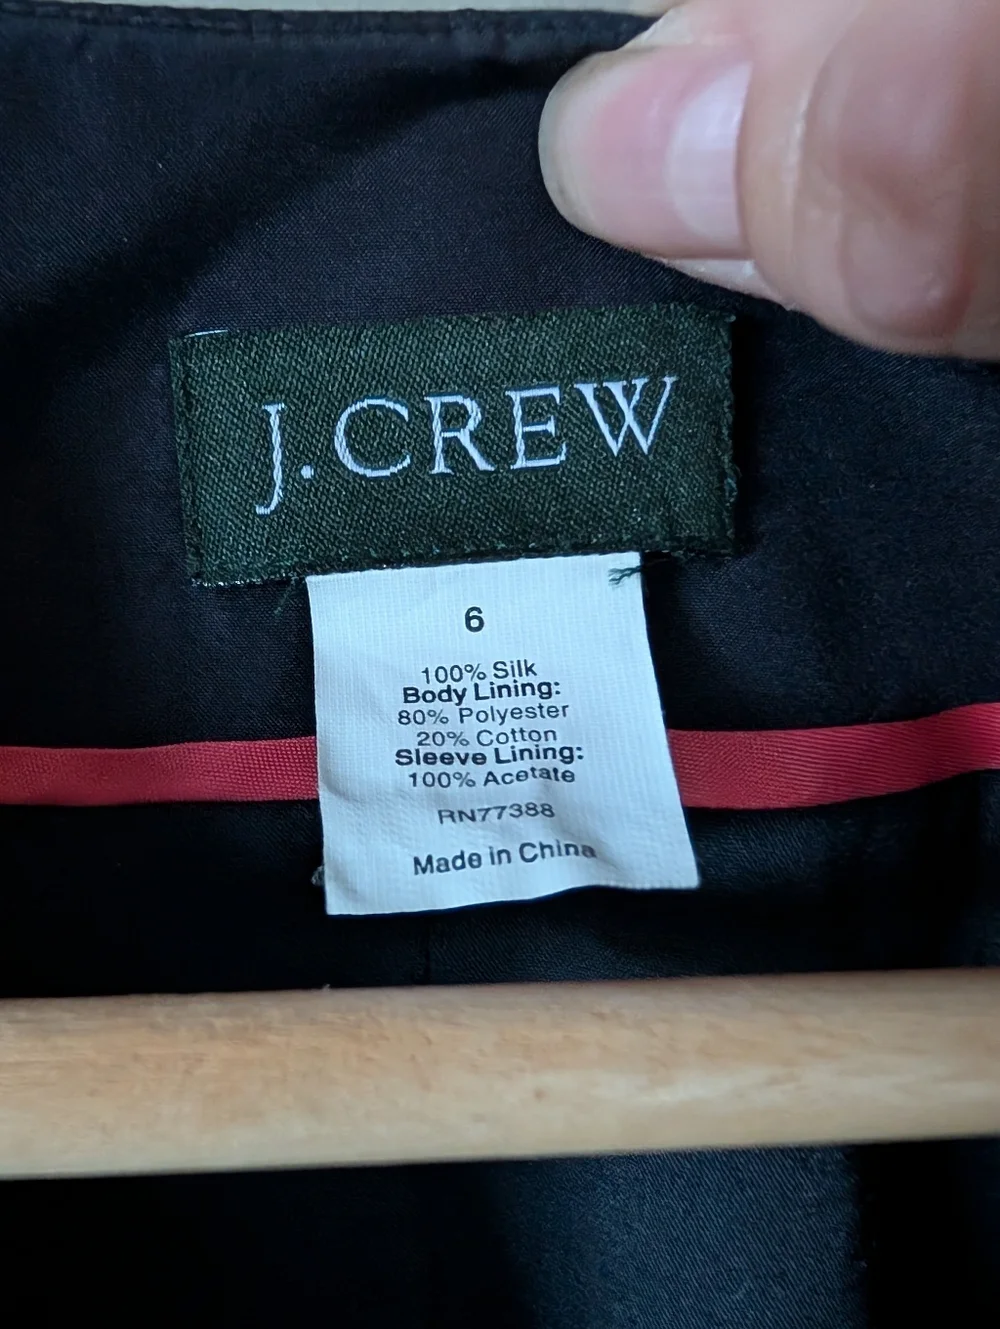 J.CREW
6
100% Silk
Body Lining:
80% Polyester
20% Cotton
Sleeve Lining:
100% Acetate
RN77388
Made in China